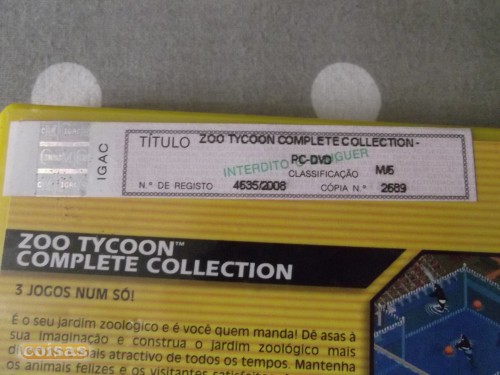 IGAC
TÍTULO ZOO TYCOON COMPLETE COLLECTION -
PC-DVD
INTERDITO
CLASSIFICAÇÃO M/6
N.º DE REGISTO 4635/2008 CÓPIA N.º 2689
ZOO TYCOON™
COMPLETE COLLECTION
3 JOGOS NUM SÓ!
É o seu jardim zoológico e é você quem manda! Dê asas à
sua imaginação e construa o jardim zoológico mais
atractivo de todos os tempos. Mantenha
os animais felizes e os visitantes
coisas